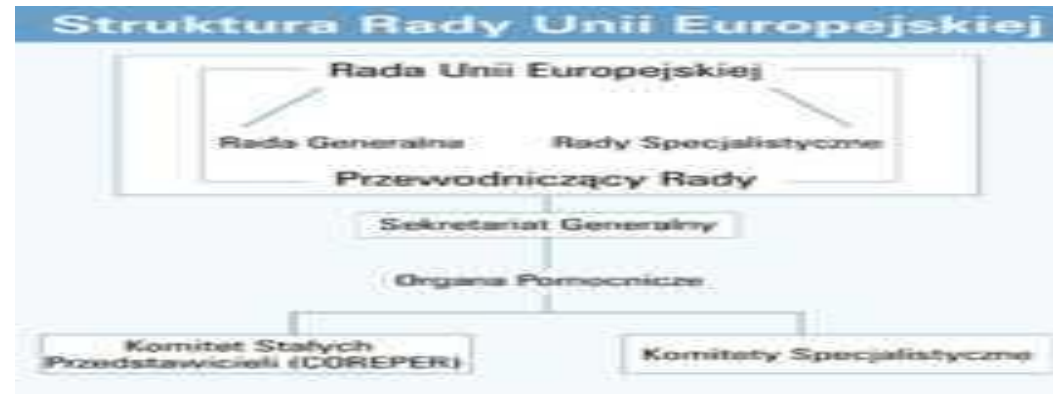 Struktura Rady Unii Europejskiej
Rada Unii Europejskiej
Rada Generalna Rady Specjalistyczne
Przewodniczący Rady
Sekretariat Generalny
Organa Pomocnicze
Komitet Stałych
Przedstawicieli (COREPER)
Komitety Specjalistyczne